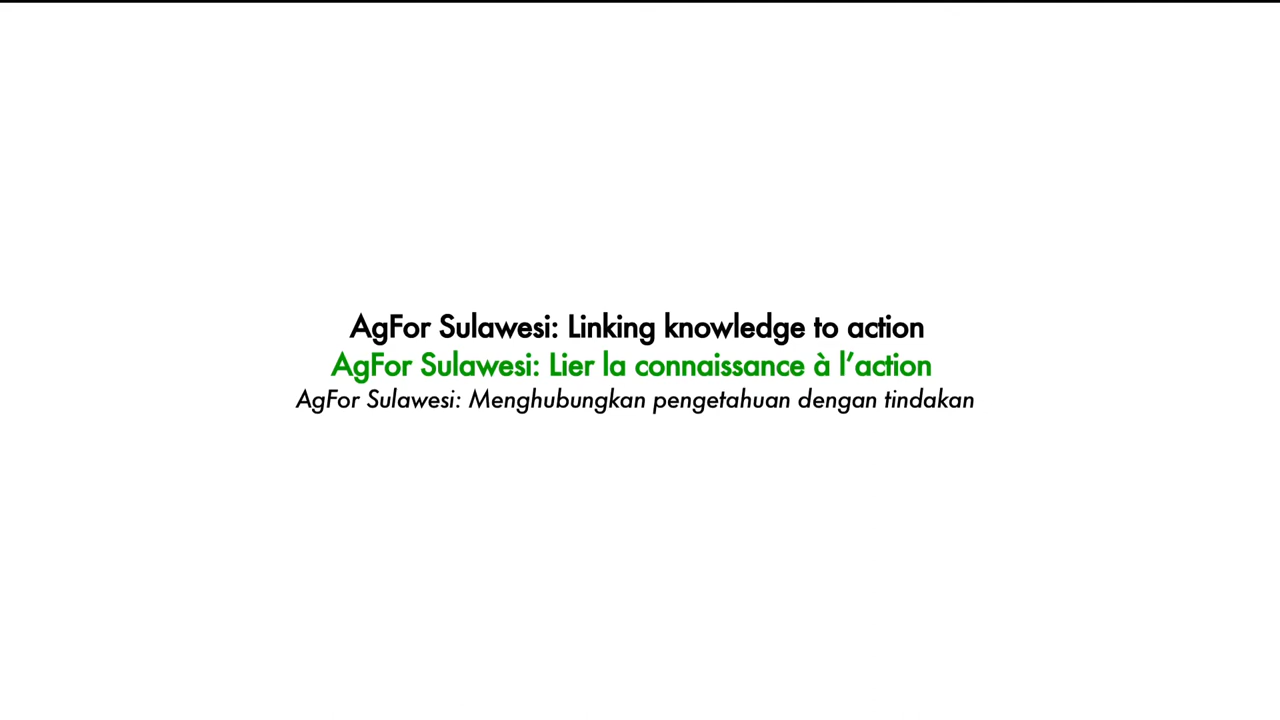 AgFor Sulawesi: Linking knowledge to action
AgFor Sulawesi: Lier la connaissance à l’action
AgFor Sulawesi: Menghubungkan pengetahuan dengan tindakan